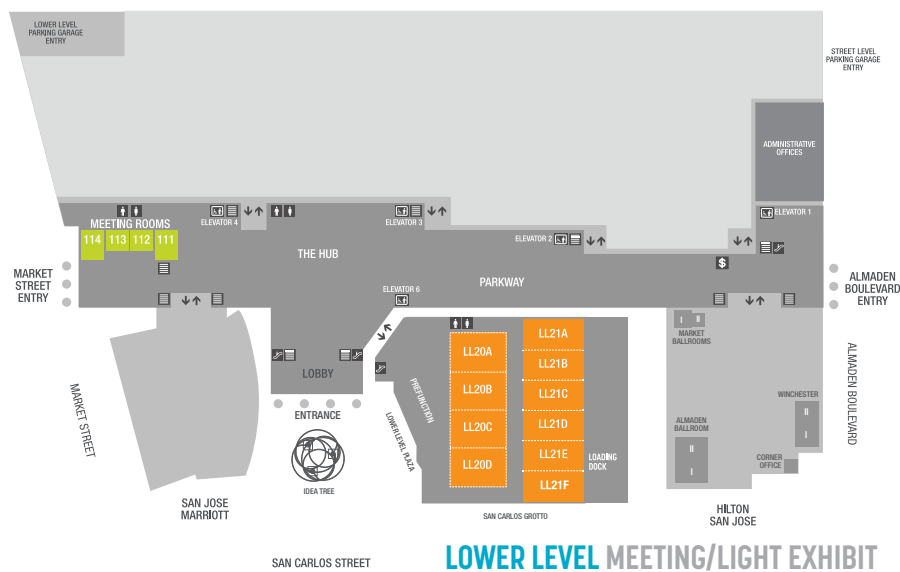 LOWER LEVEL
PARKING GARAGE
ENTRY
STREET LEVEL
PARKING GARAGE
ENTRY
ADMINISTRATIVE
OFFICES
MEETING ROOMS
ELEVATOR 4
ELEVATOR 3
ELEVATOR 1
114
113
112
111
ELEVATOR 2
THE HUB
$
MARKET
STREET
ENTRY
PARKWAY
ALMADEN
BOULEVARD
ENTRY
ELEVATOR 6
I
II
MARKET
BALLROOMS
LL20A
LL20B
LL20C
LL20D
LL21A
LL21B
LL21C
LL21D
LL21E
LL21F
LOBBY
PREFUNCTION
LOWER LEVEL PLAZA
ENTRANCE
IDEA TREE
MARKET STREET
ALMADEN BOULEVARD
WINCHESTER
II
I
ALMADEN
BALLROOM
II
I
CORNER
OFFICE
LOADING
DOCK
SAN JOSE
MARRIOTT
SAN CARLOS GROTTO
HILTON
SAN JOSE
SAN CARLOS STREET
LOWER LEVEL MEETING/LIGHT EXHIBIT